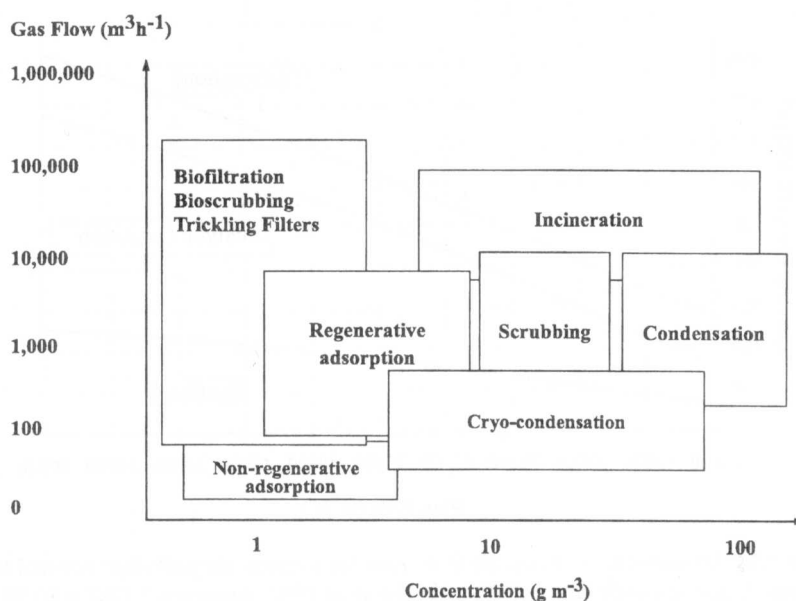 Gas Flow (m3h-1)
1,000,000
100,000
10,000
1,000
100
0
Biofiltration
Bioscrubbing
Trickling Filters
Incineration
Regenerative
adsorption
Scrubbing
Condensation
Cryo-condensation
Non-regenerative
adsorption
1
10
100
Concentration (g m-3)